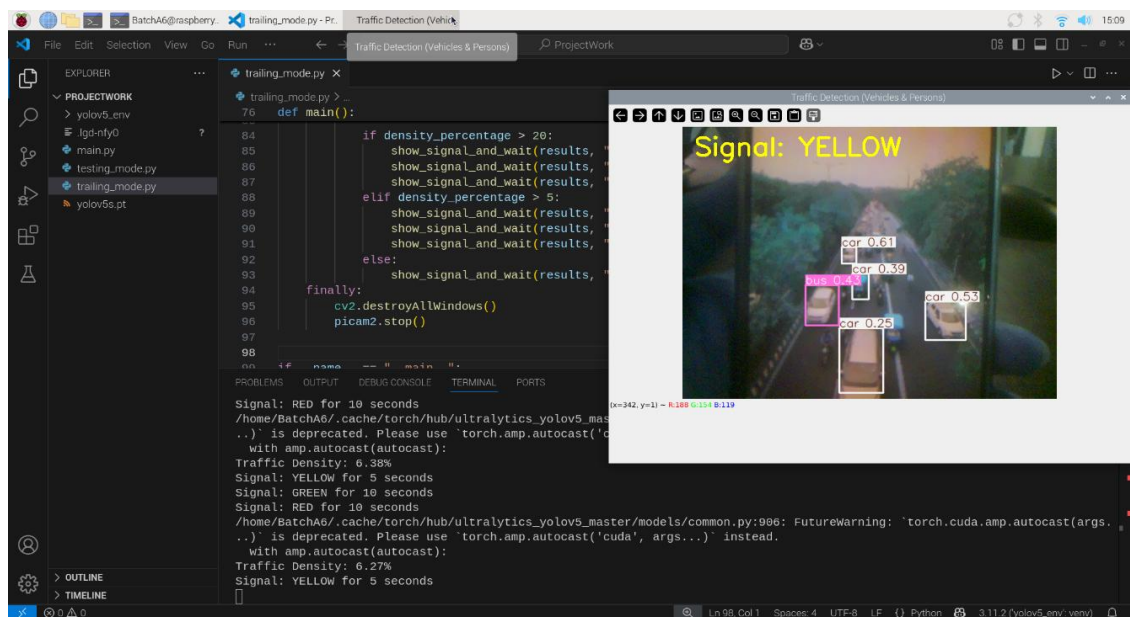 BatchA6@raspberry..
trailing_mode.py - Pr..
Traffic Detection (Vehic
15:09
File Edit Selection View Go Run ...
Traffic Detection (Vehicles & Persons)
ProjectWork
EXPLORER ...
trailing_mode.py
PROJECTWORK
yolov5_env
.lgd-nfy0 ?
main.py
testing_mode.py
trailing_mode.py
yolov5s.pt
OUTLINE
TIMELINE
trailing_mode.py > ...
76 def main():
84 if density_percentage > 20:
85 show_signal_and_wait(results, "
86 show_signal_and_wait(results, "
87 show_signal_and_wait(results, "
88 elif density_percentage > 5:
89 show_signal_and_wait(results, "
90 show_signal_and_wait(results, "
91 show_signal_and_wait(results, "
92 else:
93 show_signal_and_wait(results, "
94 finally:
95 cv2.destroyAllWindows()
96 picam2.stop()
97
98
Traffic Detection (Vehicles & Persons)
Signal: YELLOW
car 0.61
car 0.39
bus 0.43
car 0.53
car 0.25
(x=342, y=1) ~ R:188 G:154 B:119
PROBLEMS OUTPUT DEBUG CONSOLE TERMINAL PORTS
Signal: RED for 10 seconds
/home/BatchA6/.cache/torch/hub/ultralytics_yolov5_mas
..)` is deprecated. Please use `torch.amp.autocast('c
with amp.autocast(autocast):
Traffic Density: 6.38%
Signal: YELLOW for 5 seconds
Signal: GREEN for 10 seconds
Signal: RED for 10 seconds
/home/BatchA6/.cache/torch/hub/ultralytics_yolov5_master/models/common.py:906: FutureWarning: `torch.cuda.amp.autocast(args.
..)` is deprecated. Please use `torch.amp.autocast('cuda', args...)` instead.
with amp.autocast(autocast):
Traffic Density: 6.27%
Signal: YELLOW for 5 seconds
0 0 0
Ln 98, Col 1 Spaces: 4 UTF-8 LF {} Python 3.11.2 ('yolov5_env': venv)